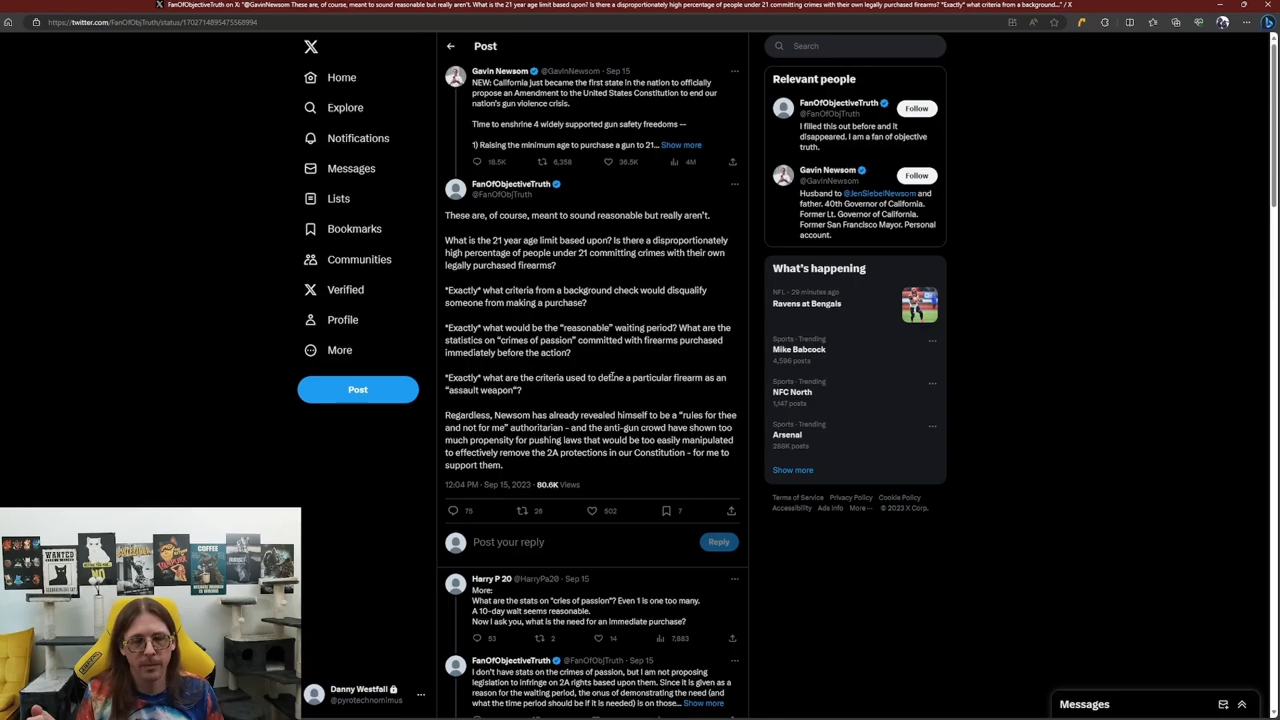 FanOfObjectiveTruth on X: "@GavinNewsom These are, of course, meant to sound reasonable but really aren't. What is the 21 year age limit based upon? Is there a disproportionately high percentage of people under 21 committing crimes with their own legally purchased firearms? *Exactly* what criteria from a background..." / X
https://twitter.com/FanOfObjTruth/status/1702714895475568994
Home
Explore
Notifications
Messages
Lists
Bookmarks
Communities
Verified
Profile
More
Post
Danny Westfall
@pyrotechnomimus
Post
Gavin Newsom @GavinNewsom · Sep 15
NEW: California just became the first state in the nation to officially
propose an Amendment to the United States Constitution to end our
nation's gun violence crisis.
Time to enshrine 4 widely supported gun safety freedoms --
1) Raising the minimum age to purchase a gun to 21... Show more
18.5K 6,358 36.5K 4M
FanOfObjectiveTruth
@FanOfObjTruth
These are, of course, meant to sound reasonable but really aren't.
What is the 21 year age limit based upon? Is there a disproportionately
high percentage of people under 21 committing crimes with their own
legally purchased firearms?
*Exactly* what criteria from a background check would disqualify
someone from making a purchase?
*Exactly* what would be the "reasonable" waiting period? What are the
statistics on "crimes of passion" committed with firearms purchased
immediately before the action?
*Exactly* what are the criteria used to define a particular firearm as an
"assault weapon"?
Regardless, Newsom has already revealed himself to be a "rules for thee
and not for me" authoritarian - and the anti-gun crowd have shown too
much propensity for pushing laws that would be too easily manipulated
to effectively remove the 2A protections in our Constitution - for me to
support them.
12:04 PM · Sep 15, 2023 · 80.6K Views
75 26 502 7
Post your reply
Reply
Harry P 20 @HarryPa20 · Sep 15
More:
What are the stats on "cries of passion"? Even 1 is one too many.
A 10-day wait seems reasonable.
Now I ask you, what is the need for an immediate purchase?
53 2 14 7,883
FanOfObjectiveTruth @FanOfObjTruth · Sep 15
I don't have stats on the crimes of passion, but I am not proposing
legislation to infringe on 2A rights based upon them. Since it is given as a
reason for the waiting period, the onus of demonstrating the need (and
what the time period should be if it is needed) is on those... Show more
Search
Relevant people
FanOfObjectiveTruth
@FanOfObjTruth
Follow
I filled this out before and it
disappeared. I am a fan of objective
truth.
Gavin Newsom
@GavinNewsom
Follow
Husband to @JenSiebelNewsom and
father. 40th Governor of California.
Former Lt. Governor of California.
Former San Francisco Mayor. Personal
account.
What's happening
NFL · 29 minutes ago
Ravens at Bengals
Sports · Trending
Mike Babcock
4,596 posts
Sports · Trending
NFC North
1,147 posts
Sports · Trending
Arsenal
288K posts
Show more
Terms of Service Privacy Policy Cookie Policy
Accessibility Ads info More ··· © 2023 X Corp.
Messages
WANTED
NO
COFFEE